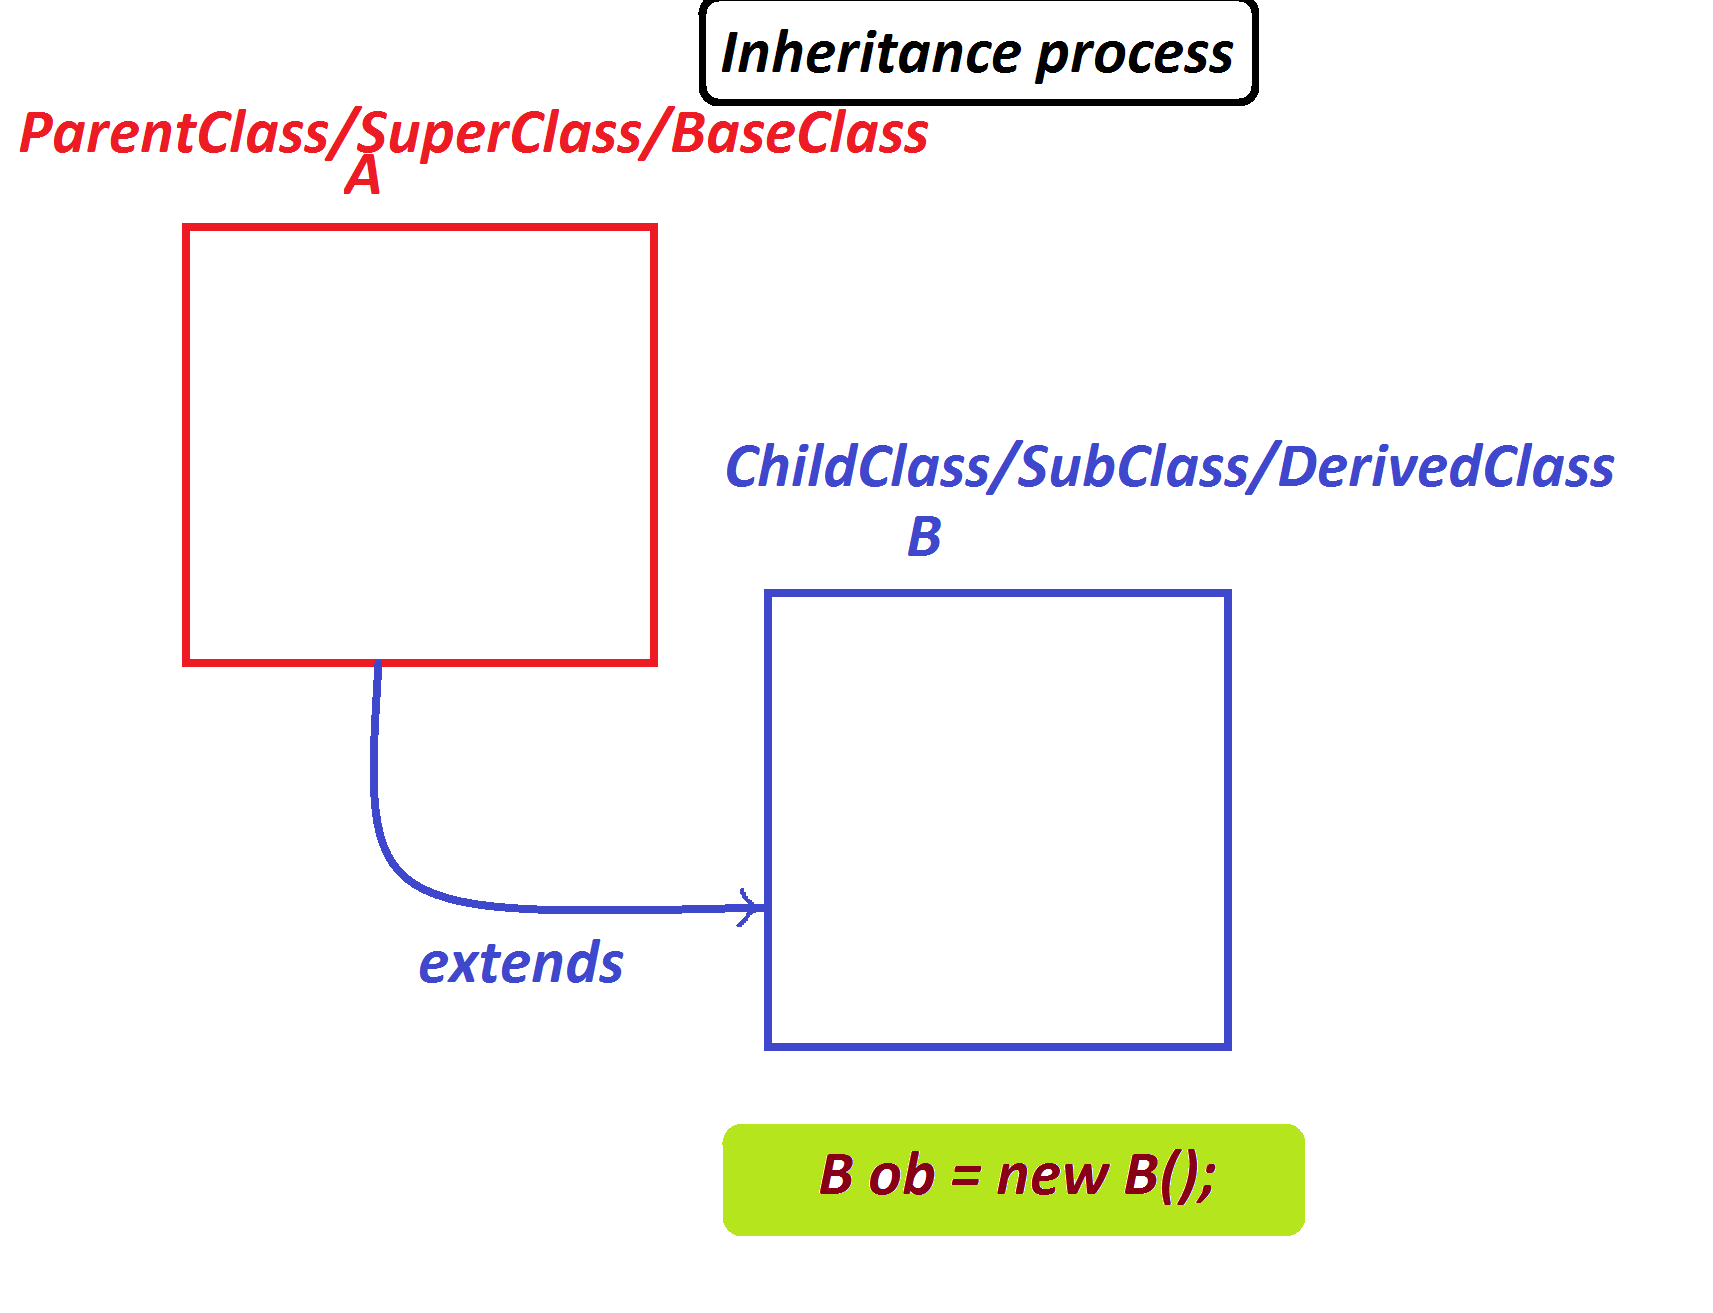 Inheritance process
ParentClass/SuperClass/BaseClass
A
ChildClass/SubClass/DerivedClass
B
extends
B ob = new B();